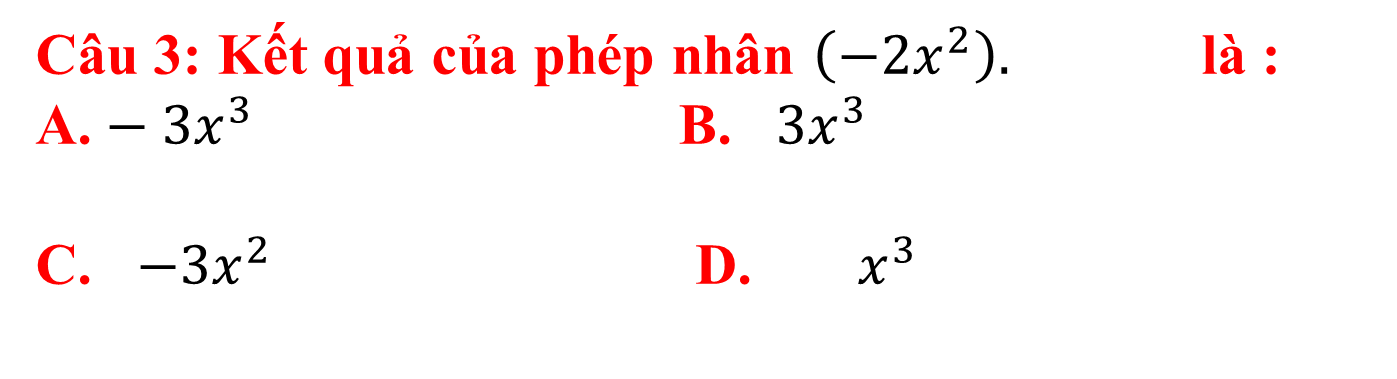 Câu 3: Kết quả của phép nhân (−2x²). là :
A. − 3x³ B. 3x³
C. −3x² D. x³